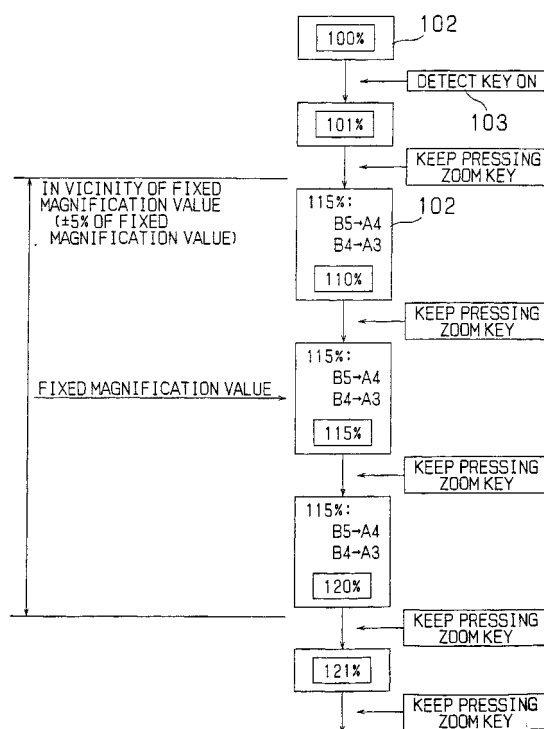 100%
102
DETECT KEY ON
103
101%
KEEP PRESSING
ZOOM KEY
IN VICINITY OF FIXED
MAGNIFICATION VALUE
(±5% OF FIXED
MAGNIFICATION VALUE)
115%:
B5→A4
B4→A3
110%
102
KEEP PRESSING
ZOOM KEY
FIXED MAGNIFICATION VALUE
115%:
B5→A4
B4→A3
115%
KEEP PRESSING
ZOOM KEY
115%:
B5→A4
B4→A3
120%
KEEP PRESSING
ZOOM KEY
121%
KEEP PRESSING
ZOOM KEY